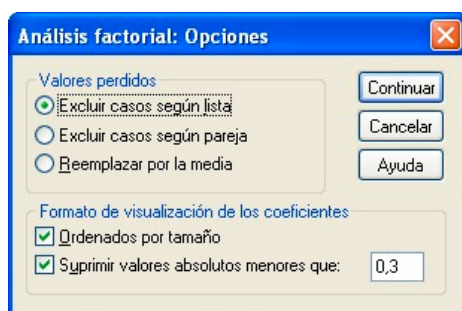 Análisis factorial: Opciones
Valores perdidos
Excluir casos según lista
Excluir casos según pareja
Reemplazar por la media
Continuar
Cancelar
Ayuda
Formato de visualización de los coeficientes
Ordenados por tamaño
Suprimir valores absolutos menores que: 0,3